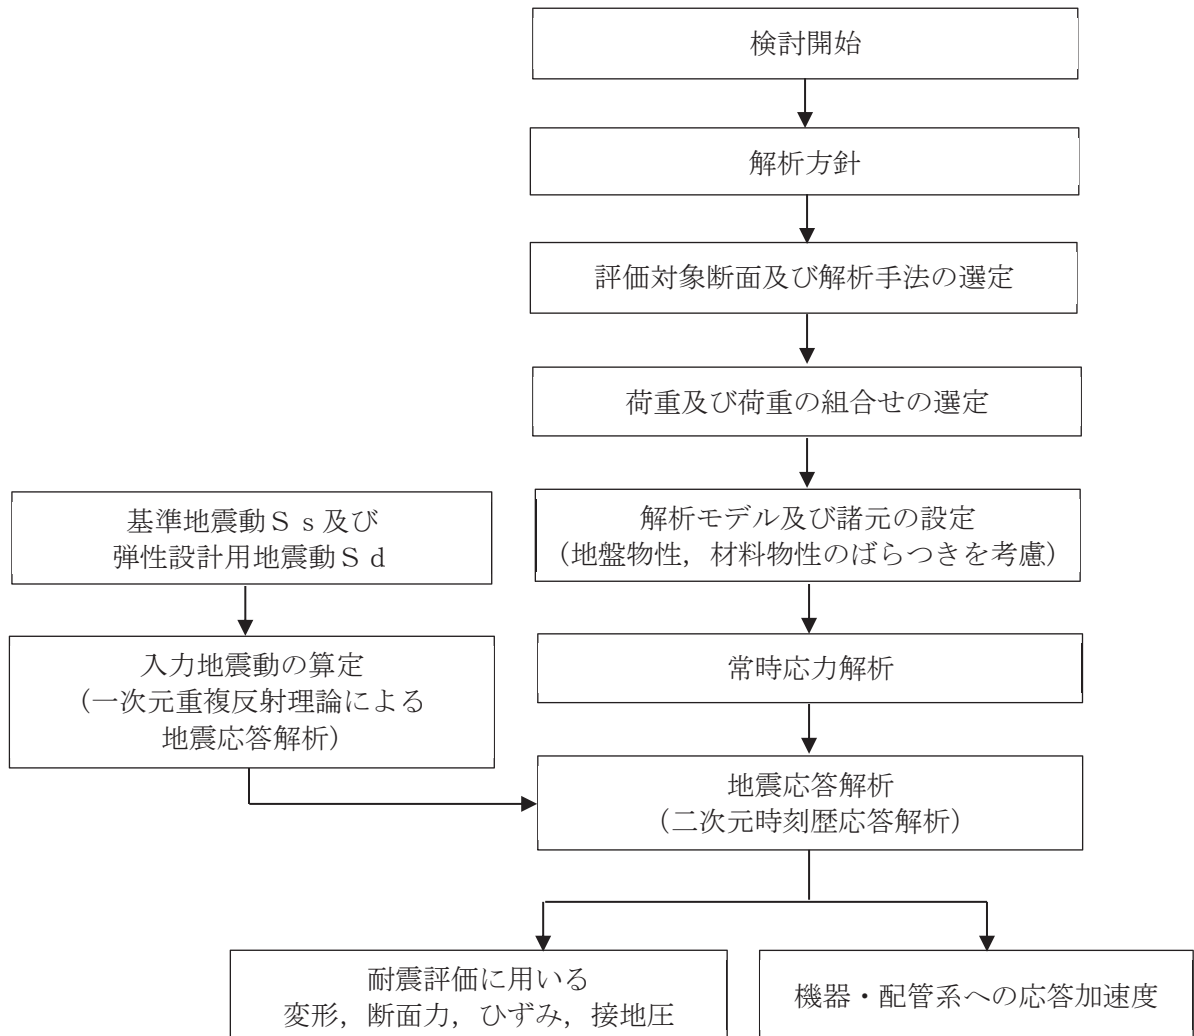 検討開始
解析方針
評価対象断面及び解析手法の選定
荷重及び荷重の組合せの選定
基準地震動Ｓｓ及び
弾性設計用地震動Ｓｄ
解析モデル及び諸元の設定
（地盤物性，材料物性のばらつきを考慮）
入力地震動の算定
（一次元重複反射理論による
地震応答解析）
常時応力解析
地震応答解析
（二次元時刻歴応答解析）
耐震評価に用いる
変形，断面力，ひずみ，接地圧
機器・配管系への応答加速度